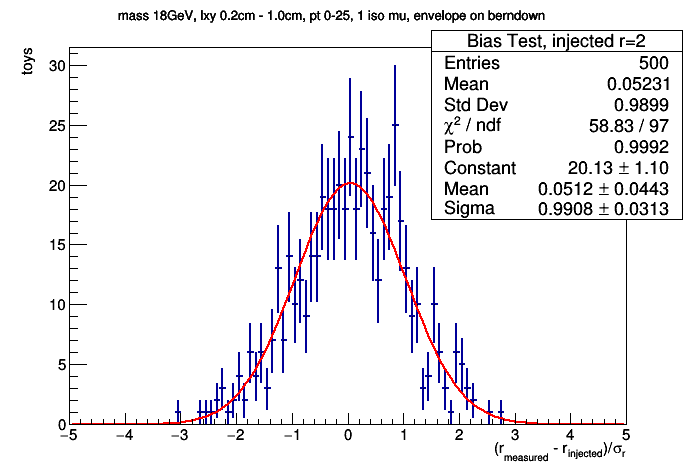 mass 18GeV, lxy 0.2cm - 1.0cm, pt 0-25, 1 iso mu, envelope on berndown
toys
Bias Test, injected r=2
Entries 500
Mean 0.05231
Std Dev 0.9899
χ² / ndf 58.83 / 97
Prob 0.9992
Constant 20.13 ± 1.10
Mean 0.0512 ± 0.0443
Sigma 0.9908 ± 0.0313
30
25
20
15
10
5
0
−5 −4 −3 −2 −1 0 1 2 3 4 5
(r_measured - r_injected)/σ_r